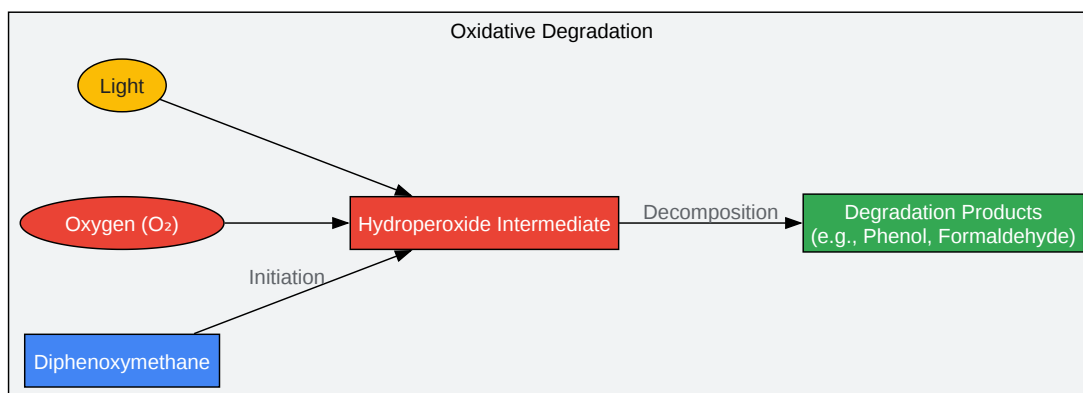 Oxidative Degradation
Light
Oxygen (O₂)
Hydroperoxide Intermediate
Decomposition
Degradation Products
(e.g., Phenol, Formaldehyde)
Initiation
Diphenoxymethane